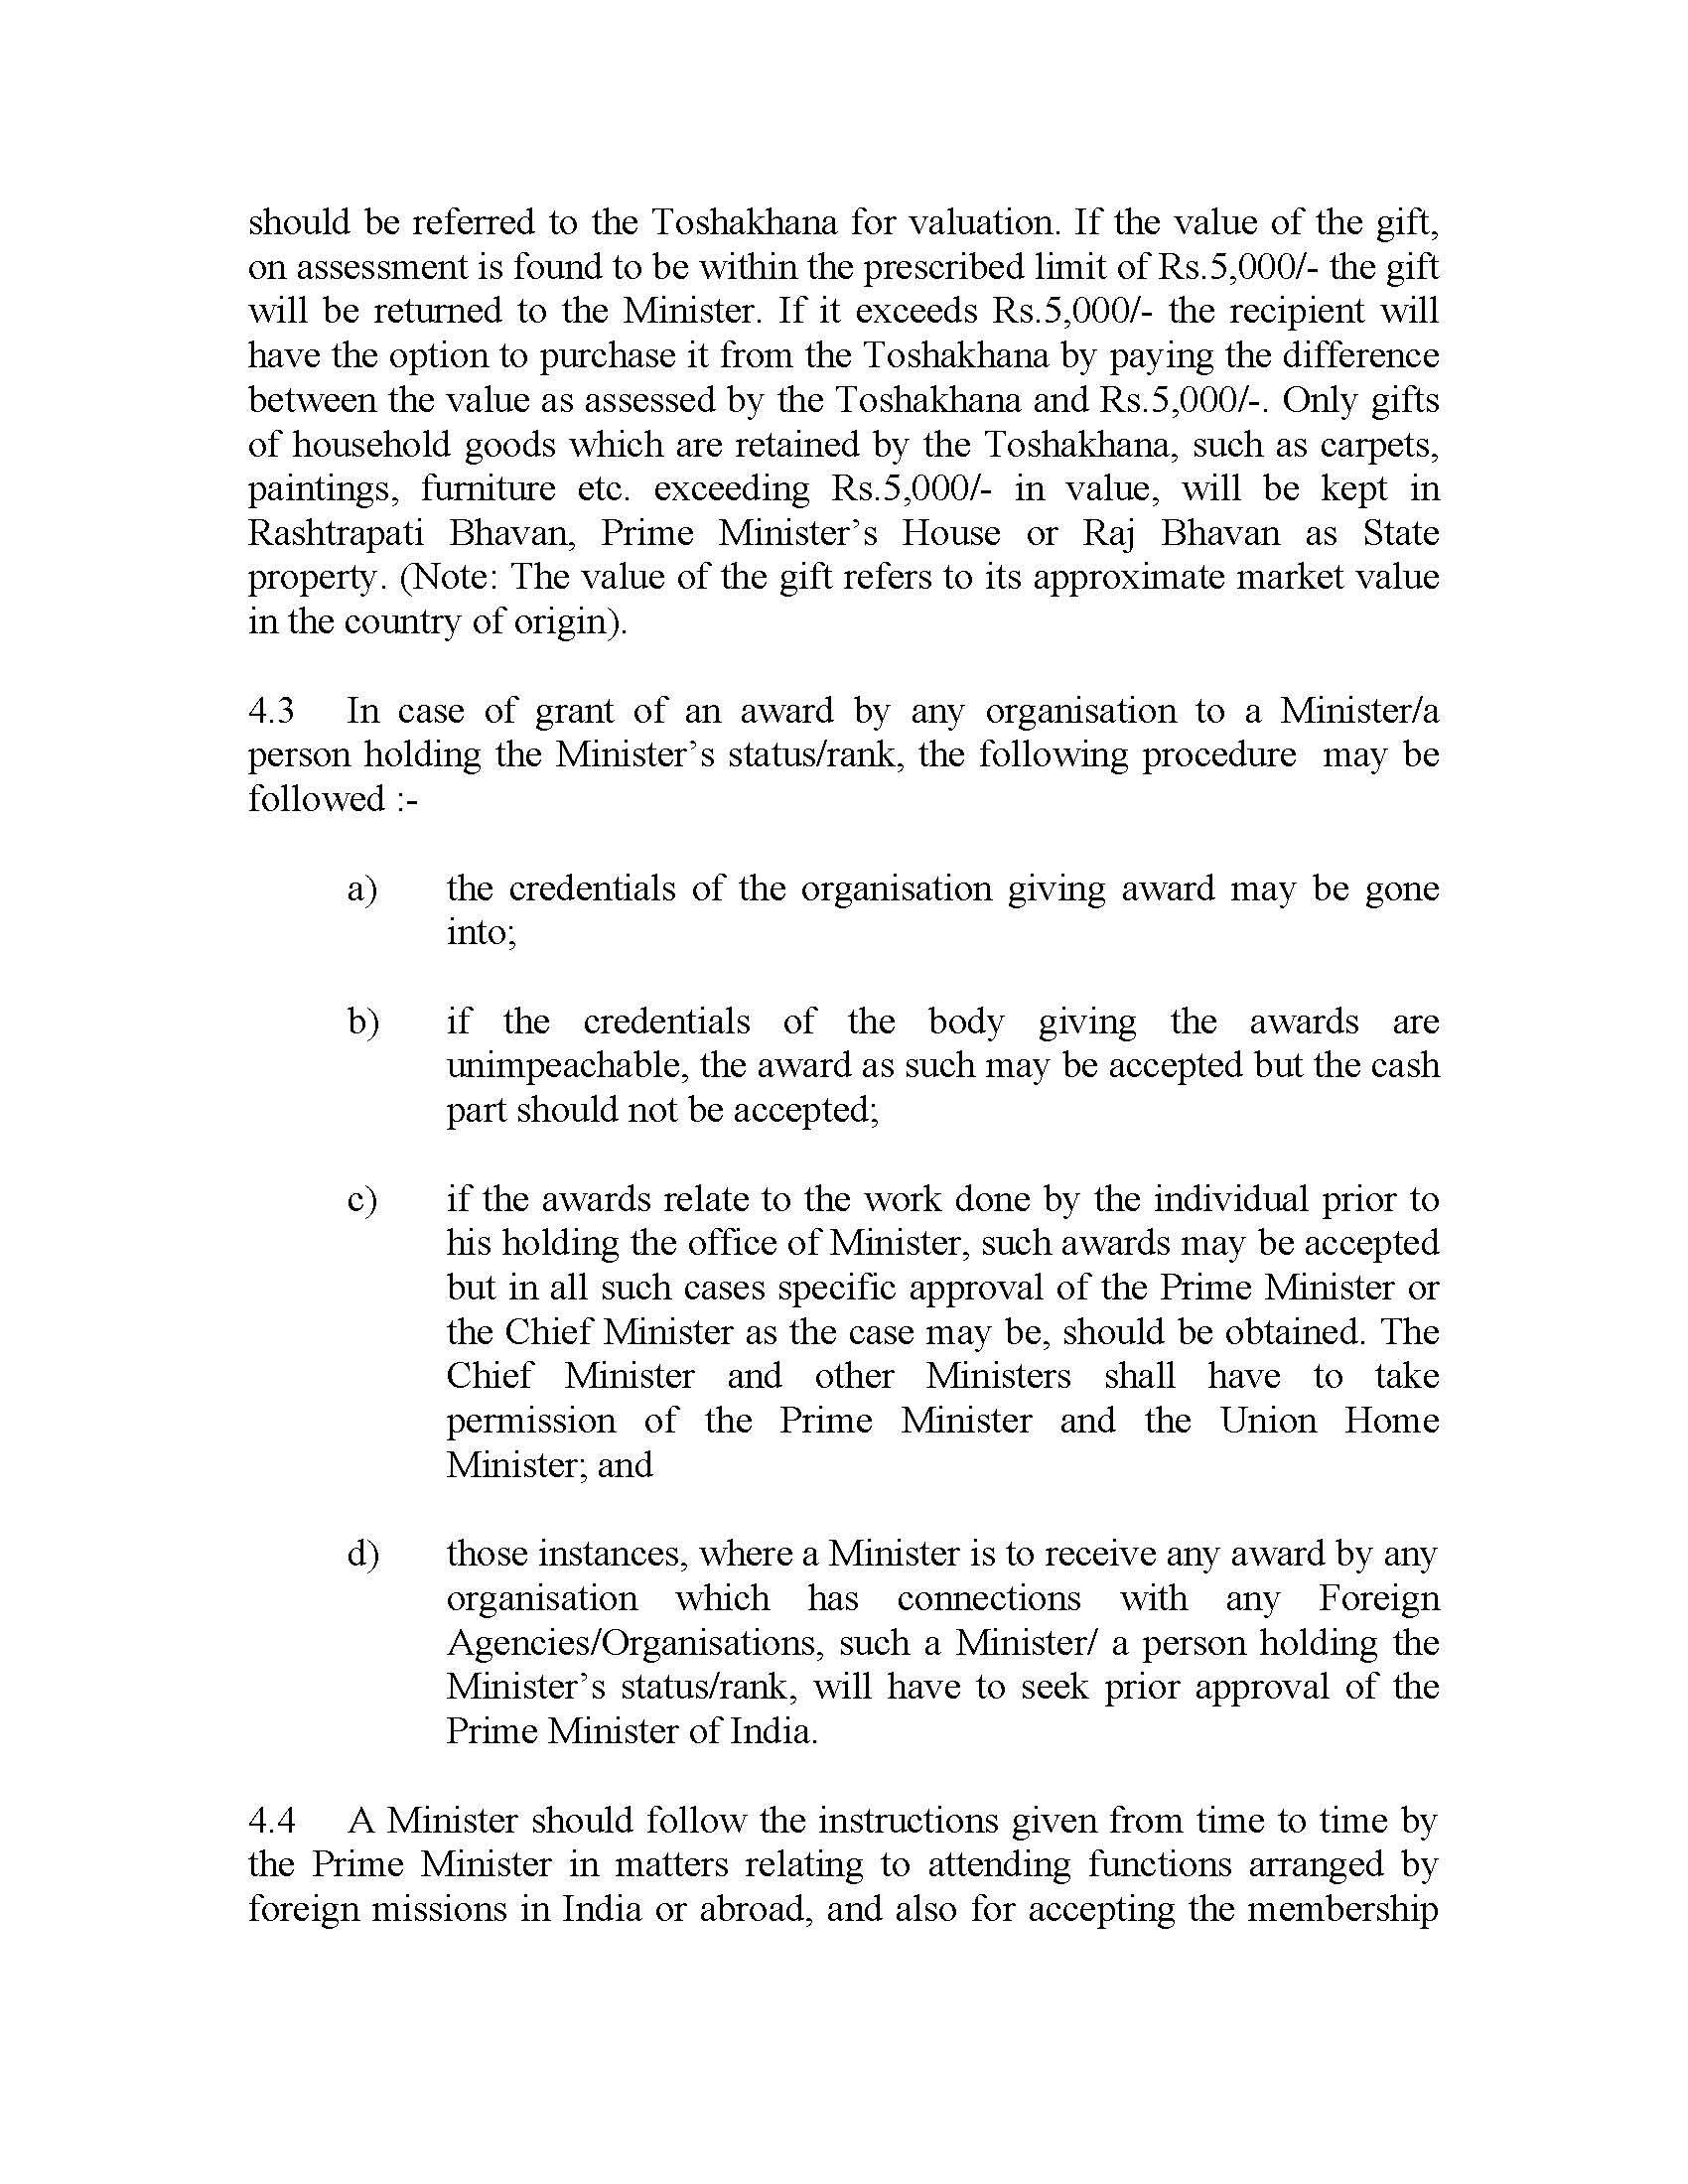 should be referred to the Toshakhana for valuation. If the value of the gift,
on assessment is found to be within the prescribed limit of Rs.5,000/- the gift
will be returned to the Minister. If it exceeds Rs.5,000/- the recipient will
have the option to purchase it from the Toshakhana by paying the difference
between the value as assessed by the Toshakhana and Rs.5,000/-. Only gifts
of household goods which are retained by the Toshakhana, such as carpets,
paintings, furniture etc. exceeding Rs.5,000/- in value, will be kept in
Rashtrapati Bhavan, Prime Minister’s House or Raj Bhavan as State
property. (Note: The value of the gift refers to its approximate market value
in the country of origin).
4.3 In case of grant of an award by any organisation to a Minister/a
person holding the Minister’s status/rank, the following procedure may be
followed :-
a) the credentials of the organisation giving award may be gone
into;
b) if the credentials of the body giving the awards are
unimpeachable, the award as such may be accepted but the cash
part should not be accepted;
c) if the awards relate to the work done by the individual prior to
his holding the office of Minister, such awards may be accepted
but in all such cases specific approval of the Prime Minister or
the Chief Minister as the case may be, should be obtained. The
Chief Minister and other Ministers shall have to take
permission of the Prime Minister and the Union Home
Minister; and
d) those instances, where a Minister is to receive any award by any
organisation which has connections with any Foreign
Agencies/Organisations, such a Minister/ a person holding the
Minister’s status/rank, will have to seek prior approval of the
Prime Minister of India.
4.4 A Minister should follow the instructions given from time to time by
the Prime Minister in matters relating to attending functions arranged by
foreign missions in India or abroad, and also for accepting the membership